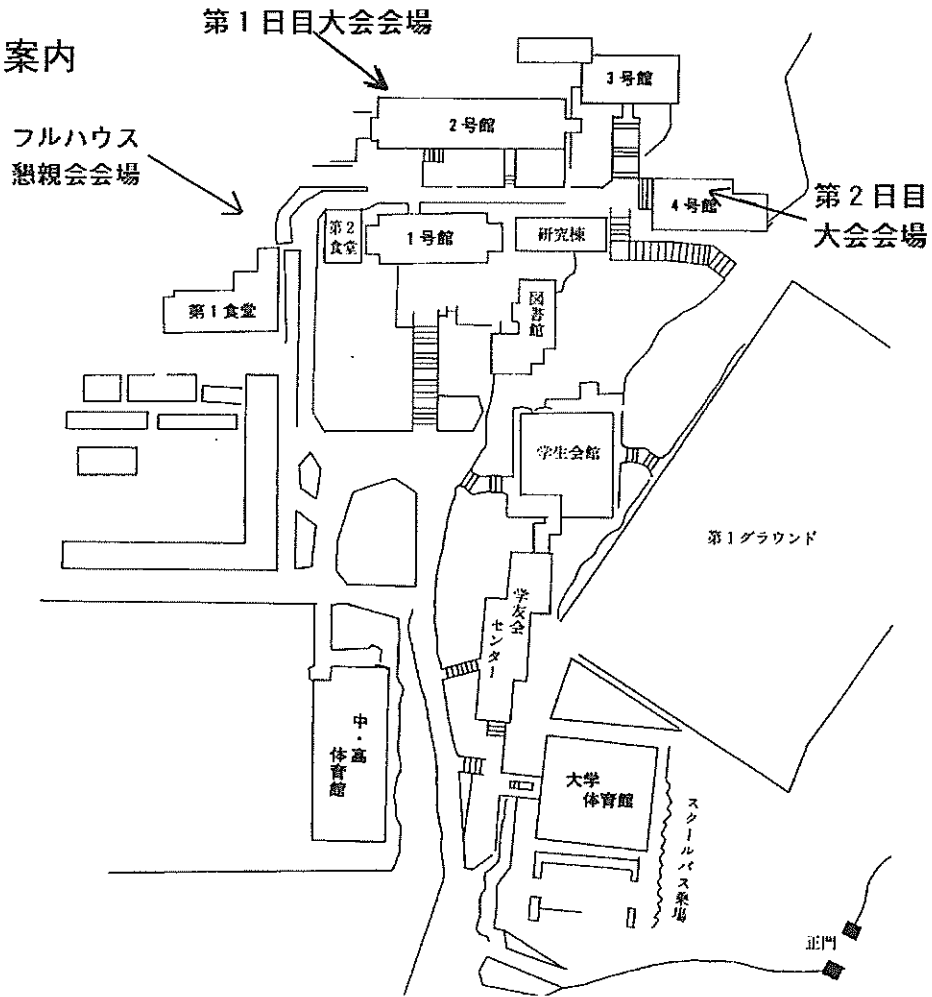 第1日目大会会場
案内
3号館
2号館
フルハウス
懇親会会場
第2日目
大会会場
4号館
第2
食堂
1号館
研究棟
図書館
第1食堂
学生会館
第1グラウンド
学友会
センター
中・高
体育館
大学
体育館
スクールバス乗場
正門